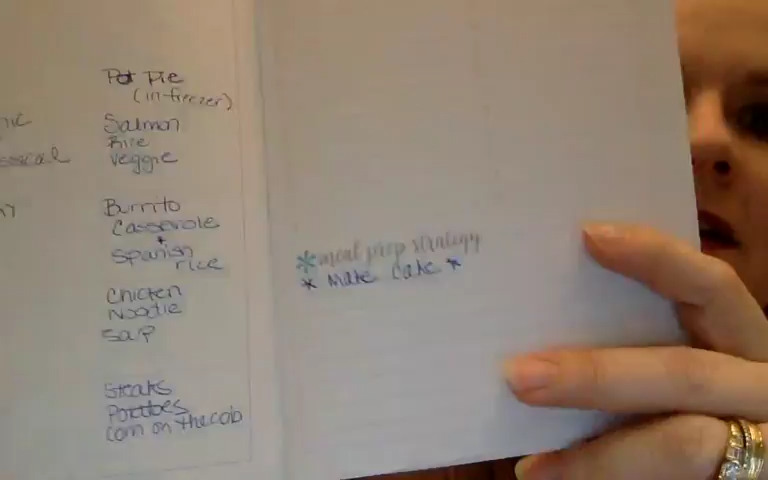 Pot Pie
(in freezer)
Salmon
Rice
Veggie
Burrito
Casserole
+
Spanish
rice
Chicken
Noodle
Soup
Steaks
Potatoes
corn on the cob
*meal prep strategy
* Make Cake *